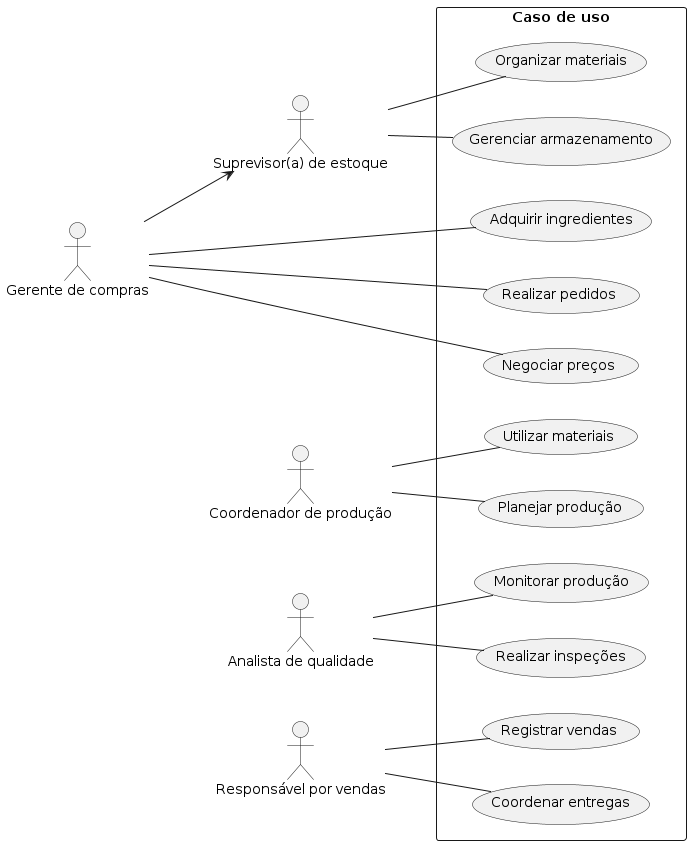 Caso de uso
Organizar materiais
Suprevisor(a) de estoque
Gerenciar armazenamento
Adquirir ingredientes
Gerente de compras
Realizar pedidos
Negociar preços
Utilizar materiais
Coordenador de produção
Planejar produção
Monitorar produção
Analista de qualidade
Realizar inspeções
Registrar vendas
Responsável por vendas
Coordenar entregas